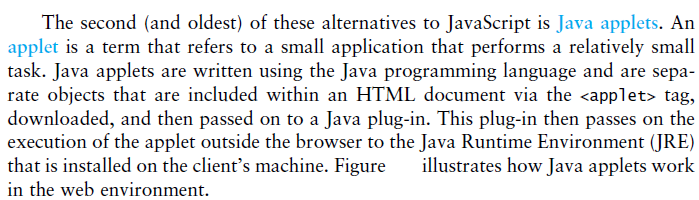 The second (and oldest) of these alternatives to JavaScript is Java applets. An
applet is a term that refers to a small application that performs a relatively small
task. Java applets are written using the Java programming language and are sepa-
rate objects that are included within an HTML document via the <applet> tag,
downloaded, and then passed on to a Java plug-in. This plug-in then passes on the
execution of the applet outside the browser to the Java Runtime Environment (JRE)
that is installed on the client’s machine. Figure illustrates how Java applets work
in the web environment.